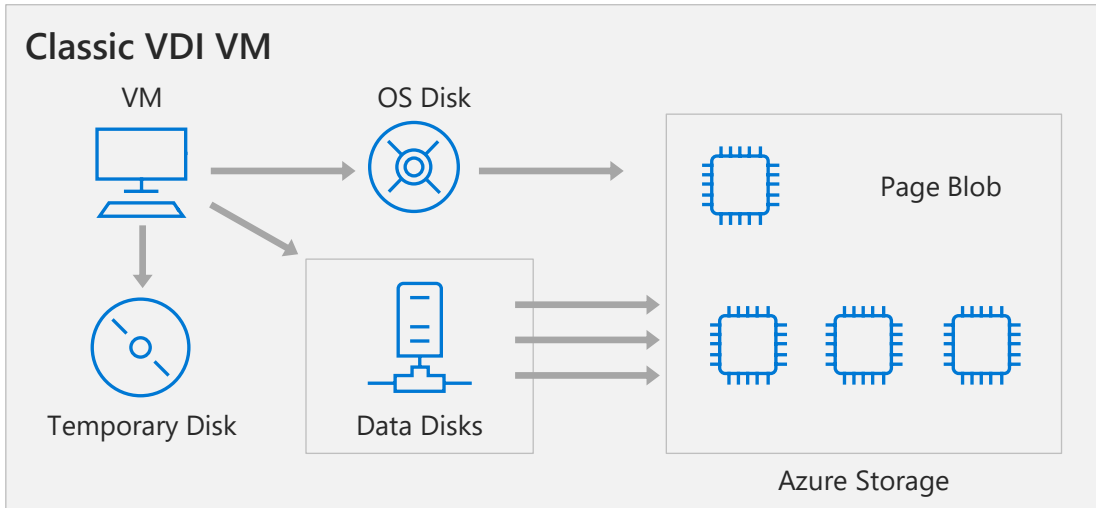 Classic VDI VM
VM
OS Disk
Page Blob
Temporary Disk
Data Disks
Azure Storage